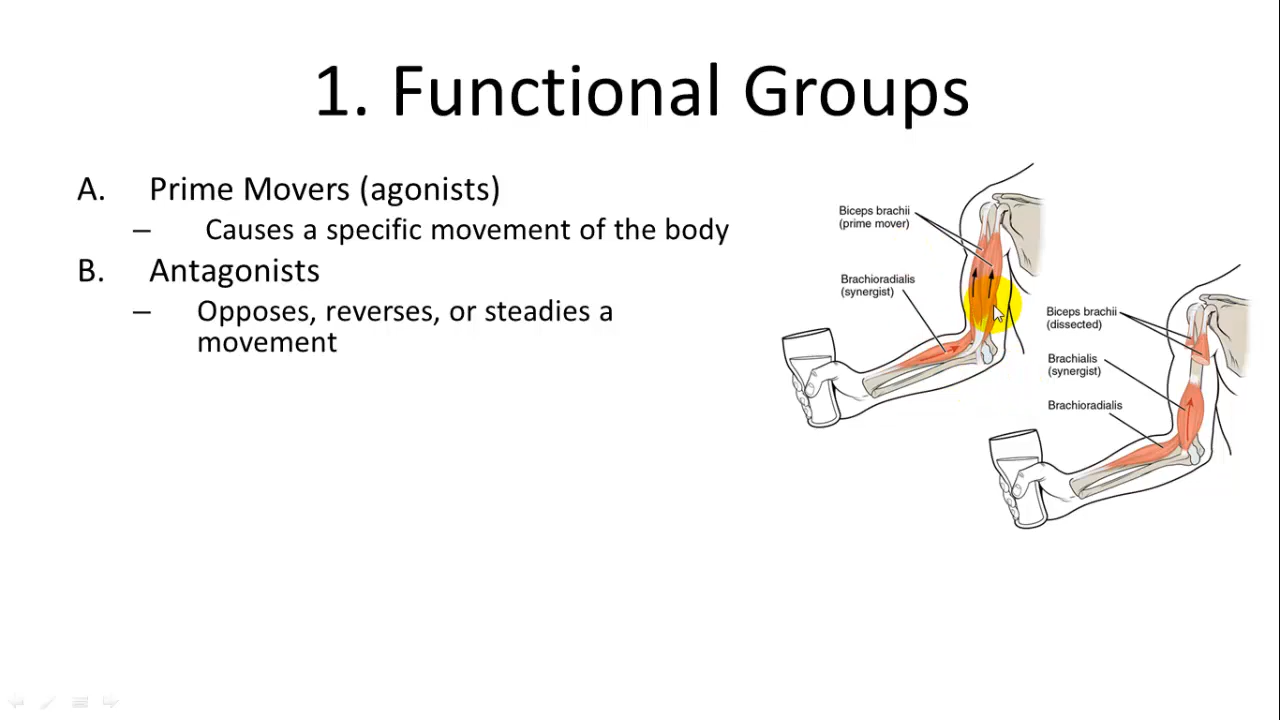 1. Functional Groups
A. Prime Movers (agonists)
– Causes a specific movement of the body
B. Antagonists
– Opposes, reverses, or steadies a
movement
Biceps brachii
(prime mover)
Brachioradialis
(synergist)
Biceps brachii
(dissected)
Brachialis
(synergist)
Brachioradialis